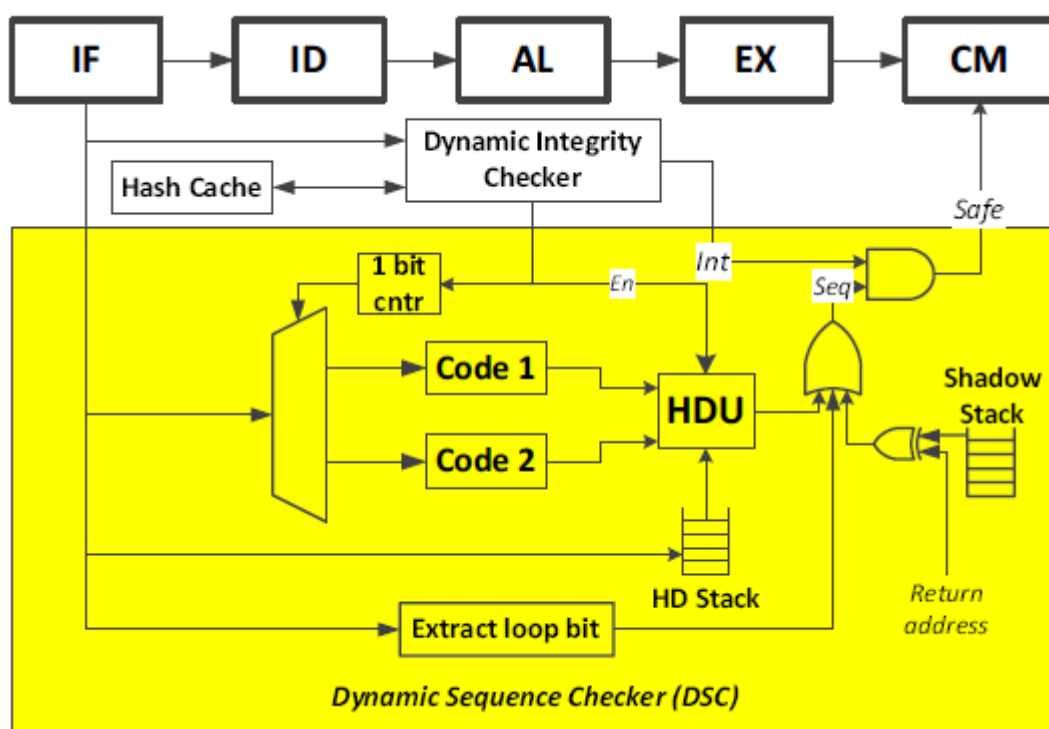 IF
ID
AL
EX
CM
Dynamic Integrity
Checker
Hash Cache
Safe
1 bit
cntr
En
Int
Seq
Code 1
Code 2
HDU
Shadow
Stack
HD Stack
Return
address
Extract loop bit
Dynamic Sequence Checker (DSC)